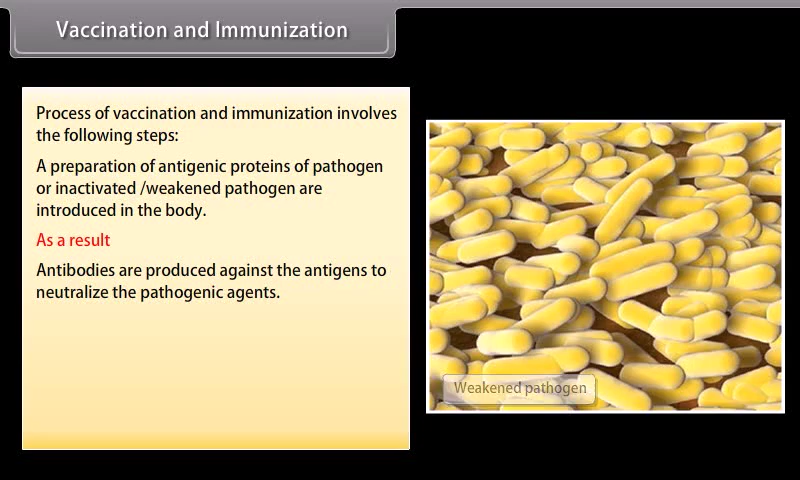 Vaccination and Immunization
Process of vaccination and immunization involves
the following steps:
A preparation of antigenic proteins of pathogen
or inactivated /weakened pathogen are
introduced in the body.
As a result
Antibodies are produced against the antigens to
neutralize the pathogenic agents.
Weakened pathogen